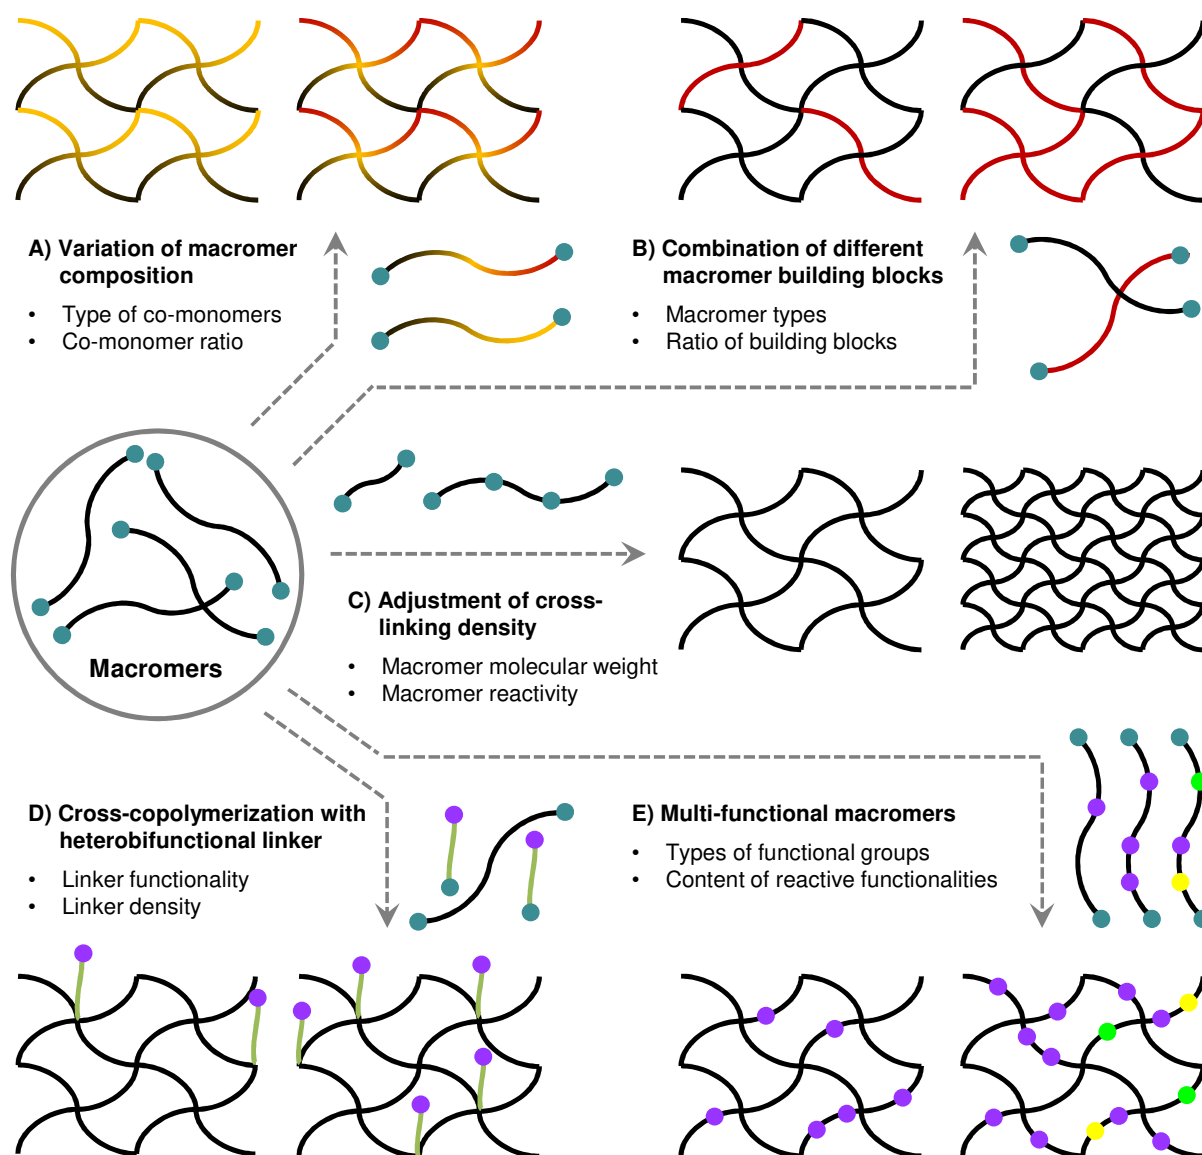 A) Variation of macromer
composition
• Type of co-monomers
• Co-monomer ratio
B) Combination of different
macromer building blocks
• Macromer types
• Ratio of building blocks
Macromers
C) Adjustment of cross-
linking density
• Macromer molecular weight
• Macromer reactivity
D) Cross-copolymerization with
heterobifunctional linker
• Linker functionality
• Linker density
E) Multi-functional macromers
• Types of functional groups
• Content of reactive functionalities